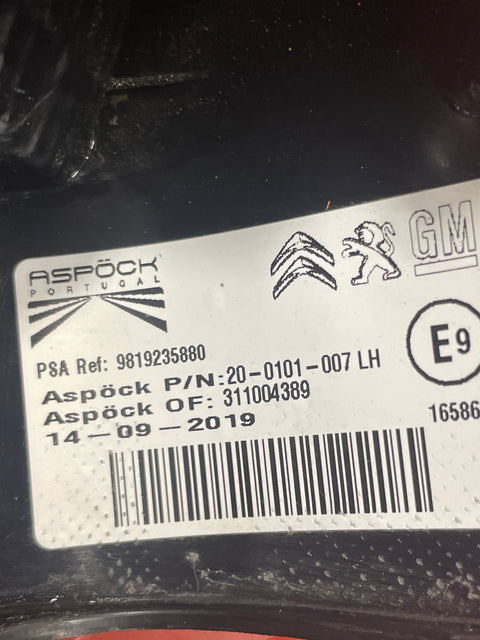 ASPÖCK
PORTUGAL
GM
E9
PSA Ref: 9819235880
Aspöck P/N:20-0101-007 LH
Aspöck OF: 311004389
14-09-2019
16586